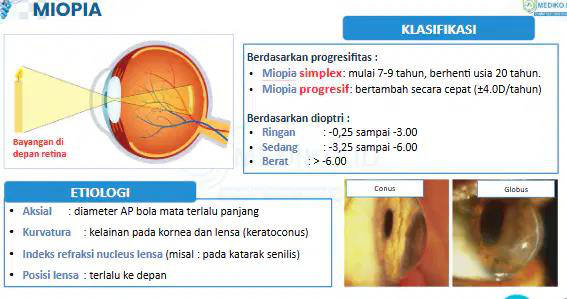 MIOPIA
MEDIKO
KLASIFIKASI
Berdasarkan progresifitas :
• Miopia simplex: mulai 7-9 tahun, berhenti usia 20 tahun.
• Miopia progresif: bertambah secara cepat (±4.0D/tahun)
Berdasarkan dioptri :
• Ringan : -0,25 sampai -3.00
• Sedang : -3,25 sampai -6.00
• Berat : > -6.00
Bayangan di
depan retina
ETIOLOGI
• Aksial : diameter AP bola mata terlalu panjang
• Kurvatura : kelainan pada kornea dan lensa (keratoconus)
• Indeks refraksi nucleus lensa (misal : pada katarak senilis)
• Posisi lensa : terlalu ke depan
Conus
Globus